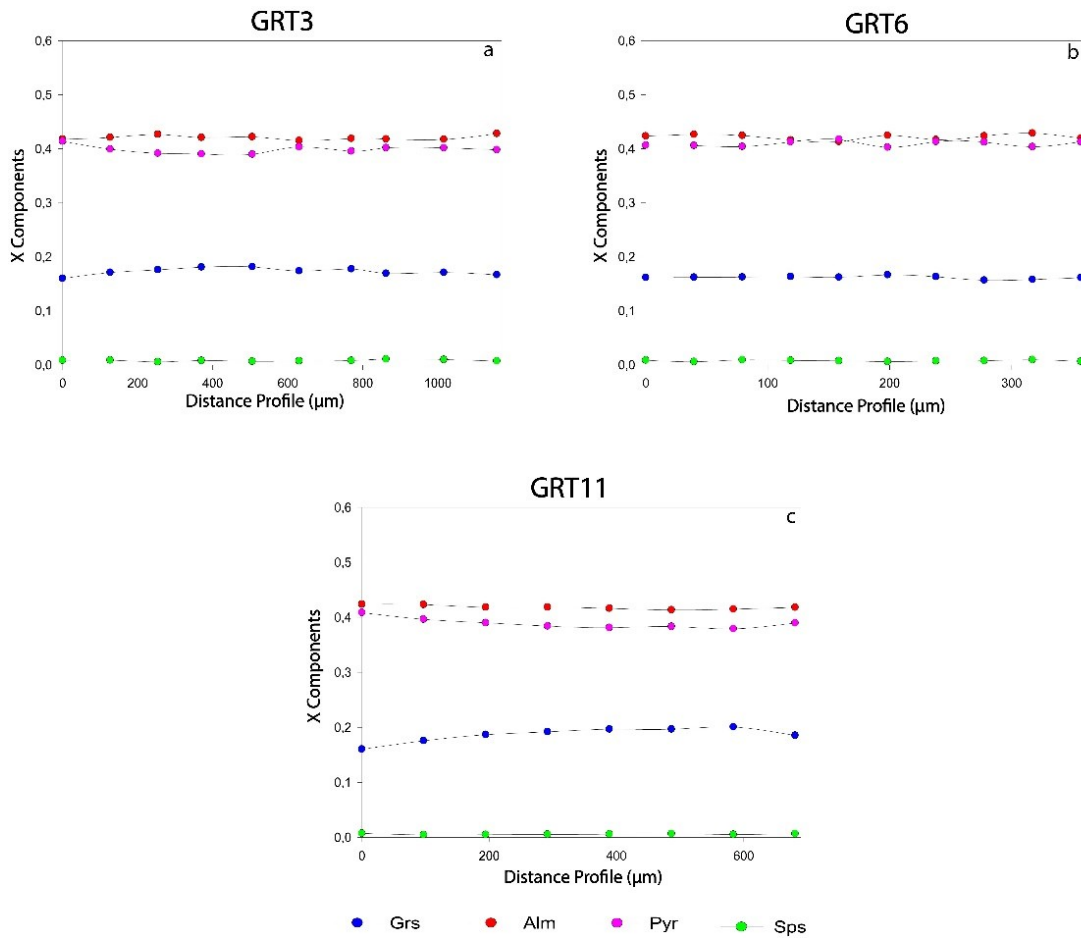 GRT3
a
0,6
0,5
0,4
0,3
0,2
0,1
0,0
X Components
0 200 400 600 800 1000
Distance Profile (µm)
GRT6
b
0,6
0,5
0,4
0,3
0,2
0,1
0,0
X Components
0 100 200 300
Distance Profile (µm)
GRT11
c
0,6
0,5
0,4
0,3
0,2
0,1
0,0
X Components
0 200 400 600
Distance Profile (µm)
Grs Alm Pyr Sps